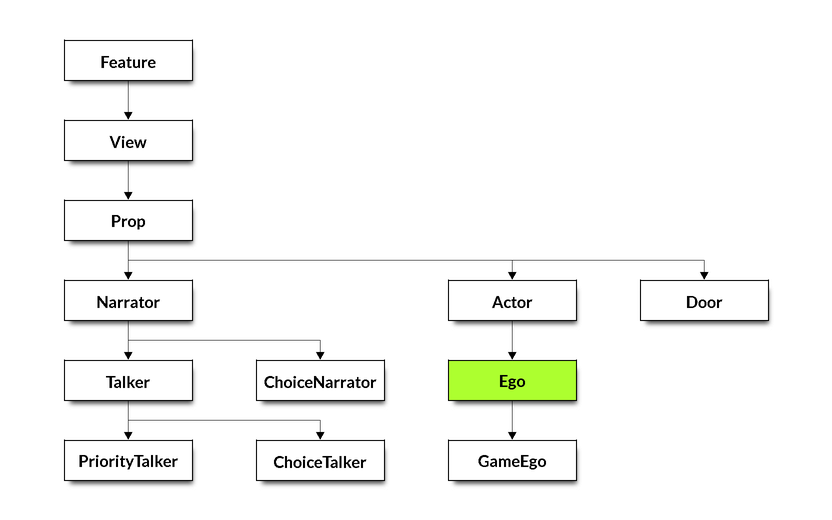 Feature
View
Prop
Narrator
Actor
Door
Talker
ChoiceNarrator
Ego
PriorityTalker
ChoiceTalker
GameEgo